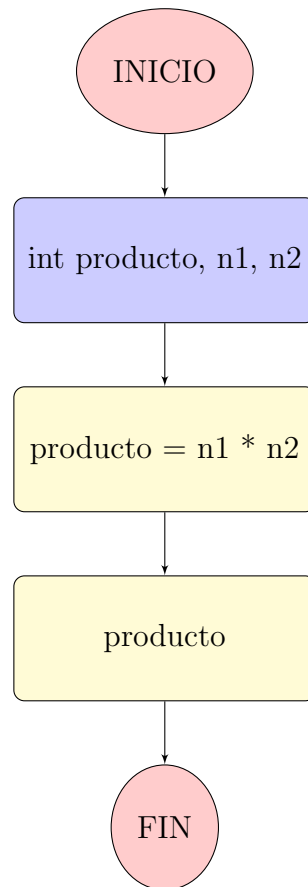 INICIO
int producto, n1, n2
producto = n1 * n2
producto
FIN